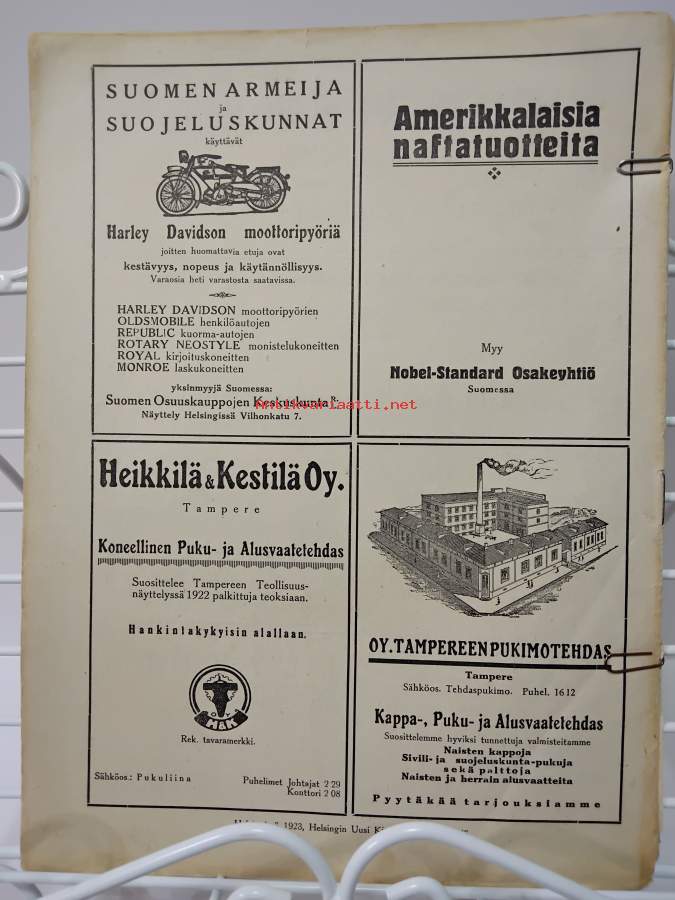 SUOMEN ARMEIJA
ja
SUOJELUSKUNNAT
käyttävät
Harley Davidson moottoripyöriä
joitten huomattavia etuja ovat
kestävyys, nopeus ja käytännöllisyys.
Varaosia heti varastosta saatavissa.
HARLEY DAVIDSON moottoripyörien
OLDSMOBILE henkilöautojen
REPUBLIC kuorma-autojen
ROTARY NEOSTYLE monistelukoneitten
ROYAL kirjoituskoneitten
MONROE laskukoneitten
yksinmyyjä Suomessa:
Suomen Osuuskauppojen Keskuskunta
Näyttely Helsingissä Vilhonkatu 7.
Amerikkalaisia
naftatuotteita
Myy
Nobel-Standard Osakeyhtiö
Suomessa
antikvariaatti.net
Heikkilä & Kestilä Oy.
Tampere
Koneellinen Puku- ja Alusvaatetehdas
Suosittelee Tampereen Teollisuus-
näyttelyssä 1922 palkittuja teoksiaan.
Hankintakykyisin alallaan.
OY
H&K
Rek. tavaramerkki.
Sähköos.: Pukuliina
Puhelimet Johtajat 2 29
Konttori 2 08
OY. TAMPEREEN PUKIMOTEHDAS
Tampere
Sähköos. Tehdaspukimo. Puhel. 16 12
Kappa-, Puku- ja Alusvaatetehdas
Suosittelemme hyviksi tunnettuja valmisteitamme
Naisten kappoja
Siviili- ja suojeluskunta-pukuja
sekä palttoja
Naisten ja herrain alusvaatteita
Pyytäkää tarjouksiamme
1923, Helsingin Uusi